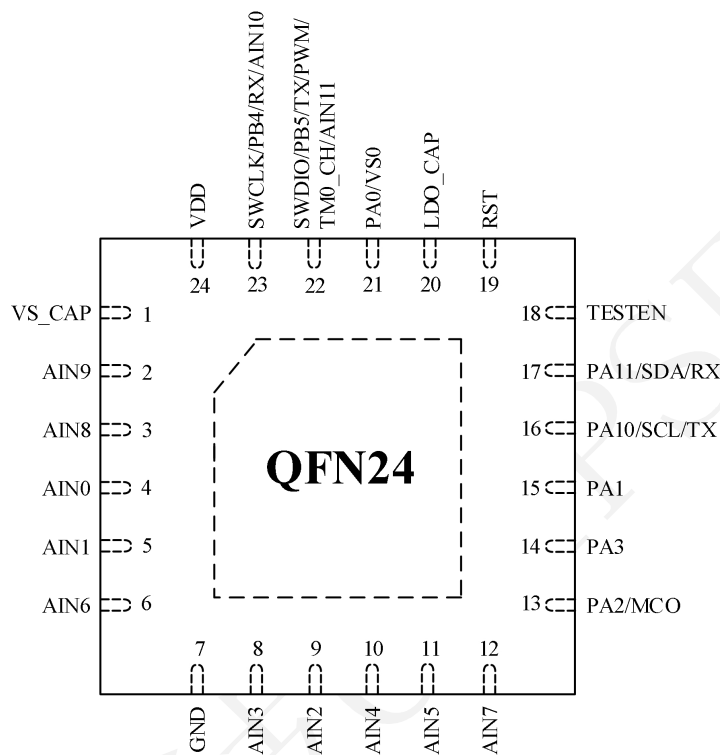 VDD
SWCLK/PB4/RX/AIN10
SWDIO/PB5/TX/PWM/
TM0_CH/AIN11
PA0/VS0
LDO_CAP
RST
24
23
22
21
20
19
VS_CAP 1
AIN9 2
AIN8 3
AIN0 4
AIN1 5
AIN6 6
18 TESTEN
17 PA11/SDA/RX
16 PA10/SCL/TX
15 PA1
14 PA3
13 PA2/MCO
QFN24
7
8
9
10
11
12
GND
AIN3
AIN2
AIN4
AIN5
AIN7